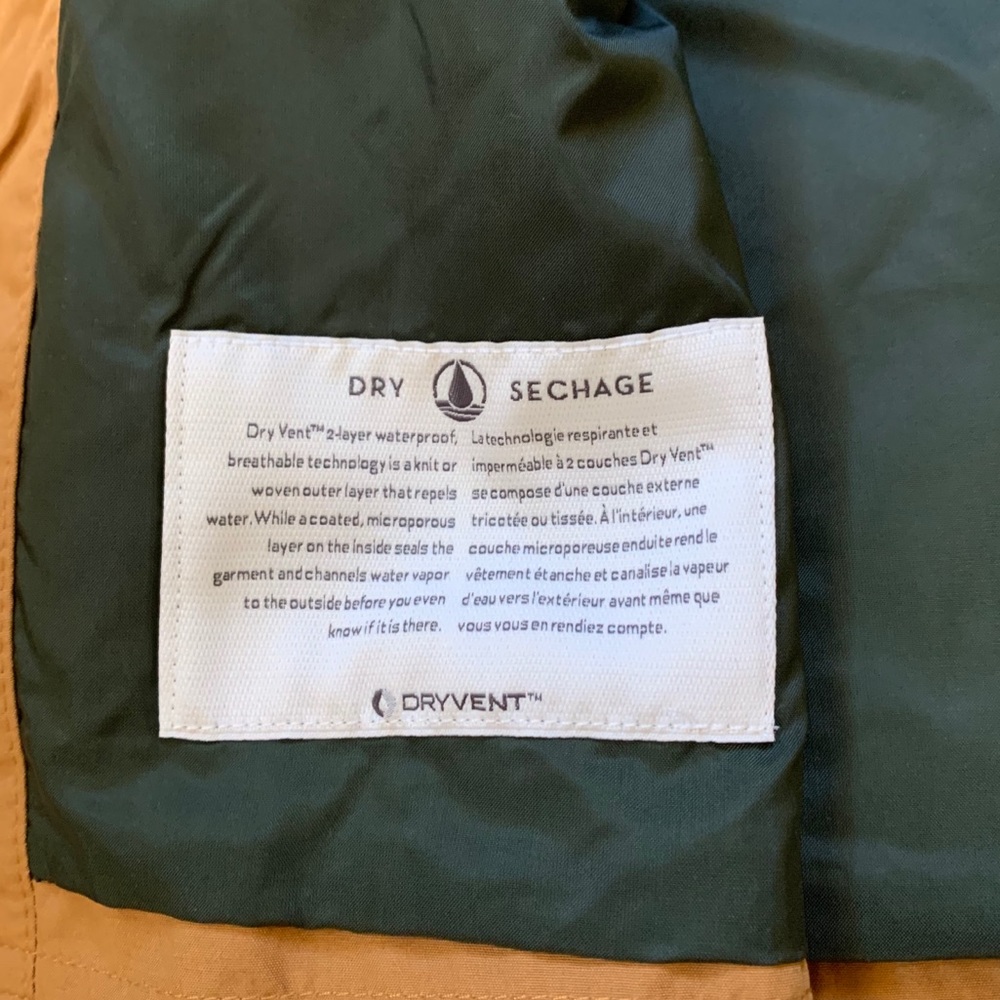 DRY SECHAGE
Dry Vent™ 2-layer waterproof,
breathable technology is a knit or
woven outer layer that repels
water. While a coated, microporous
layer on the inside seals the
garment and channels water vapor
to the outside before you even
know if it is there.
La technologie respirante et
imperméable à 2 couches Dry Vent™
se compose d'une couche externe
tricotée ou tissée. À l'intérieur, une
couche microporeuse enduite rend le
vêtement étanche et canalise la vapeur
d'eau vers l'extérieur avant même que
vous vous en rendiez compte.
DRYVENT™